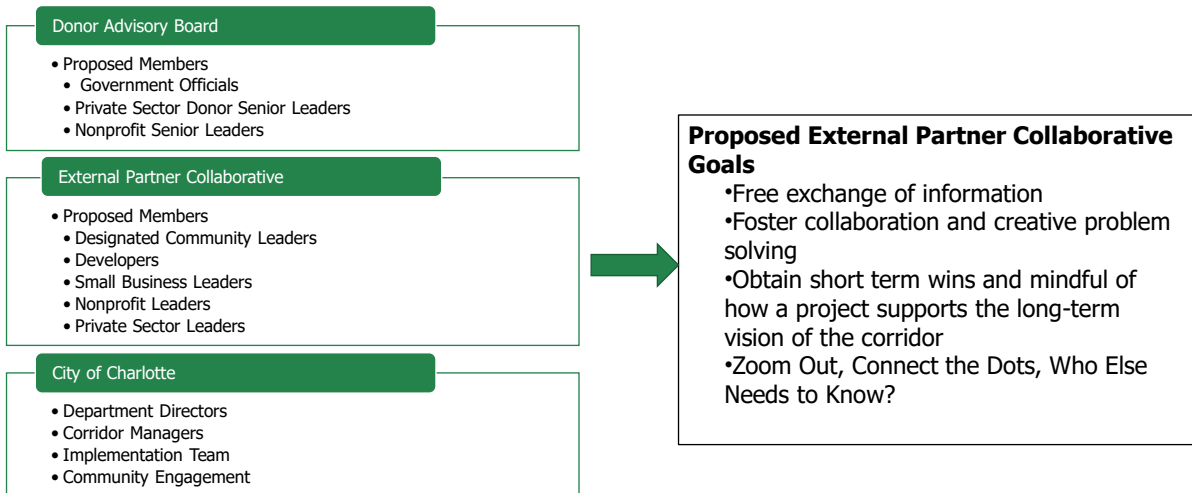 Donor Advisory Board
• Proposed Members
• Government Officials
• Private Sector Donor Senior Leaders
• Nonprofit Senior Leaders
External Partner Collaborative
• Proposed Members
• Designated Community Leaders
• Developers
• Small Business Leaders
• Nonprofit Leaders
• Private Sector Leaders
City of Charlotte
• Department Directors
• Corridor Managers
• Implementation Team
• Community Engagement
Proposed External Partner Collaborative
Goals
•Free exchange of information
•Foster collaboration and creative problem
solving
•Obtain short term wins and mindful of
how a project supports the long-term
vision of the corridor
•Zoom Out, Connect the Dots, Who Else
Needs to Know?